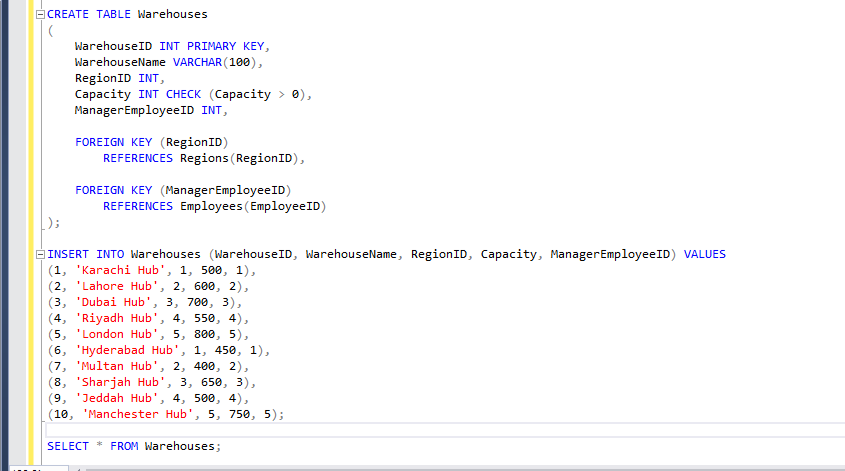 CREATE TABLE Warehouses
(
    WarehouseID INT PRIMARY KEY,
    WarehouseName VARCHAR(100),
    RegionID INT,
    Capacity INT CHECK (Capacity > 0),
    ManagerEmployeeID INT,

    FOREIGN KEY (RegionID)
        REFERENCES Regions(RegionID),

    FOREIGN KEY (ManagerEmployeeID)
        REFERENCES Employees(EmployeeID)
);

INSERT INTO Warehouses (WarehouseID, WarehouseName, RegionID, Capacity, ManagerEmployeeID) VALUES
(1, 'Karachi Hub', 1, 500, 1),
(2, 'Lahore Hub', 2, 600, 2),
(3, 'Dubai Hub', 3, 700, 3),
(4, 'Riyadh Hub', 4, 550, 4),
(5, 'London Hub', 5, 800, 5),
(6, 'Hyderabad Hub', 1, 450, 1),
(7, 'Multan Hub', 2, 400, 2),
(8, 'Sharjah Hub', 3, 650, 3),
(9, 'Jeddah Hub', 4, 500, 4),
(10, 'Manchester Hub', 5, 750, 5);

SELECT * FROM Warehouses;